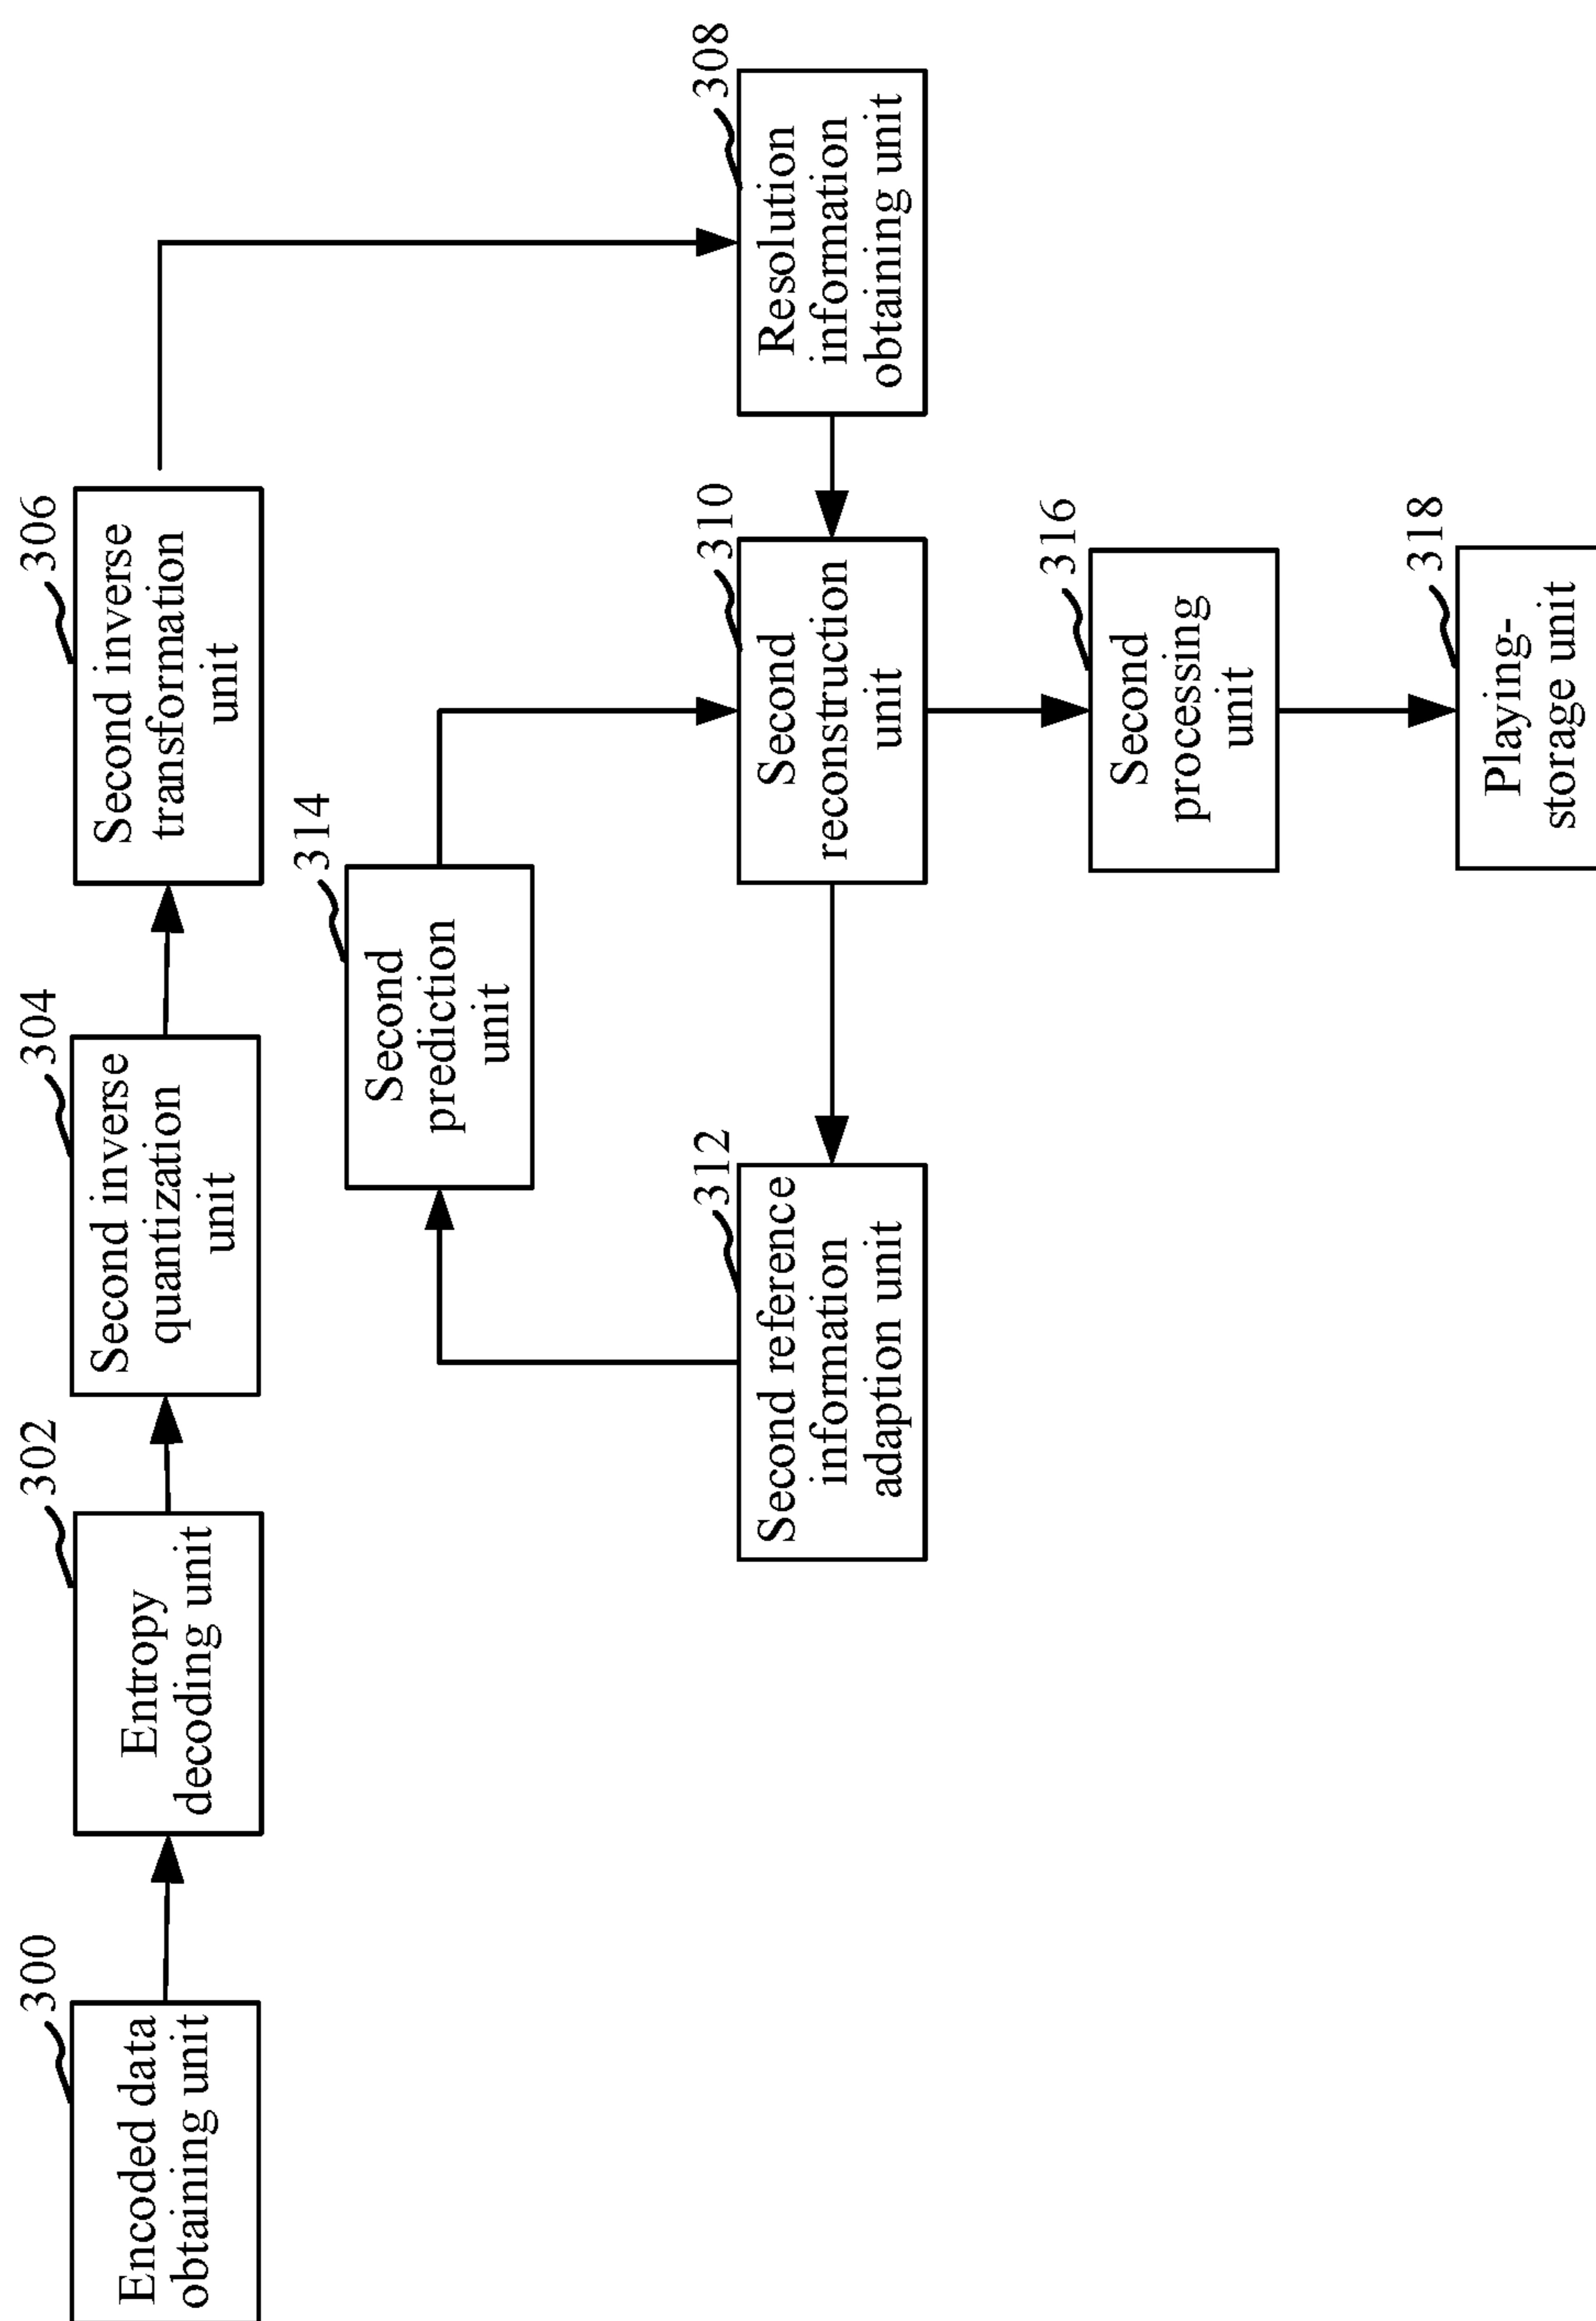 300
Encoded data
obtaining unit
302
Entropy
decoding unit
304
Second inverse
quantization
unit
306
Second inverse
transformation
unit
314
Second
prediction
unit
312
Second reference
information
adaption unit
310
Second
reconstruction
unit
308
Resolution
information
obtaining unit
316
Second
processing
unit
318
Playing-
storage unit